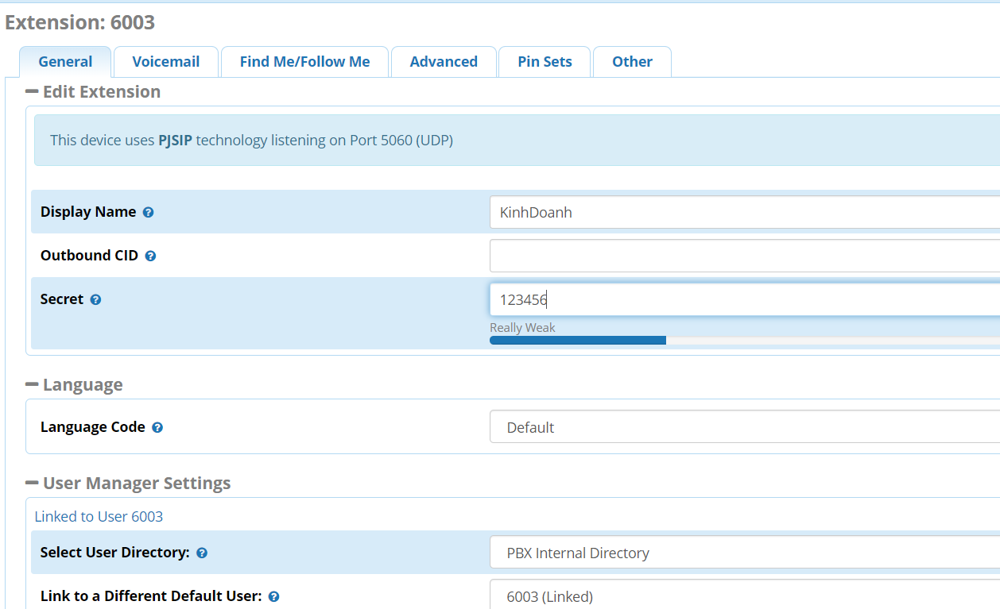 Extension: 6003
General Voicemail Find Me/Follow Me Advanced Pin Sets Other
Edit Extension
This device uses PJSIP technology listening on Port 5060 (UDP)
Display Name KinhDoanh
Outbound CID
Secret 123456
Really Weak
Language
Language Code Default
User Manager Settings
Linked to User 6003
Select User Directory: PBX Internal Directory
Link to a Different Default User: 6003 (Linked)